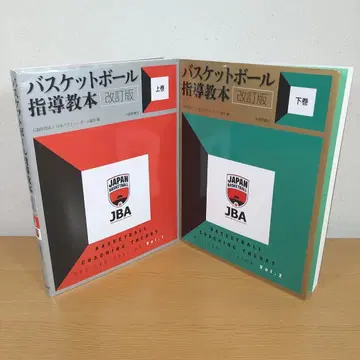 バスケットボール
指導教本 改訂版
上巻
JAPAN
BASKETBALL
JBA
BASKETBALL
COACHING THEORY
Vol.1
バスケットボール
指導教本 改訂版
下巻
JAPAN
BASKETBALL
JBA
BASKETBALL
COACHING THEORY
Vol.2